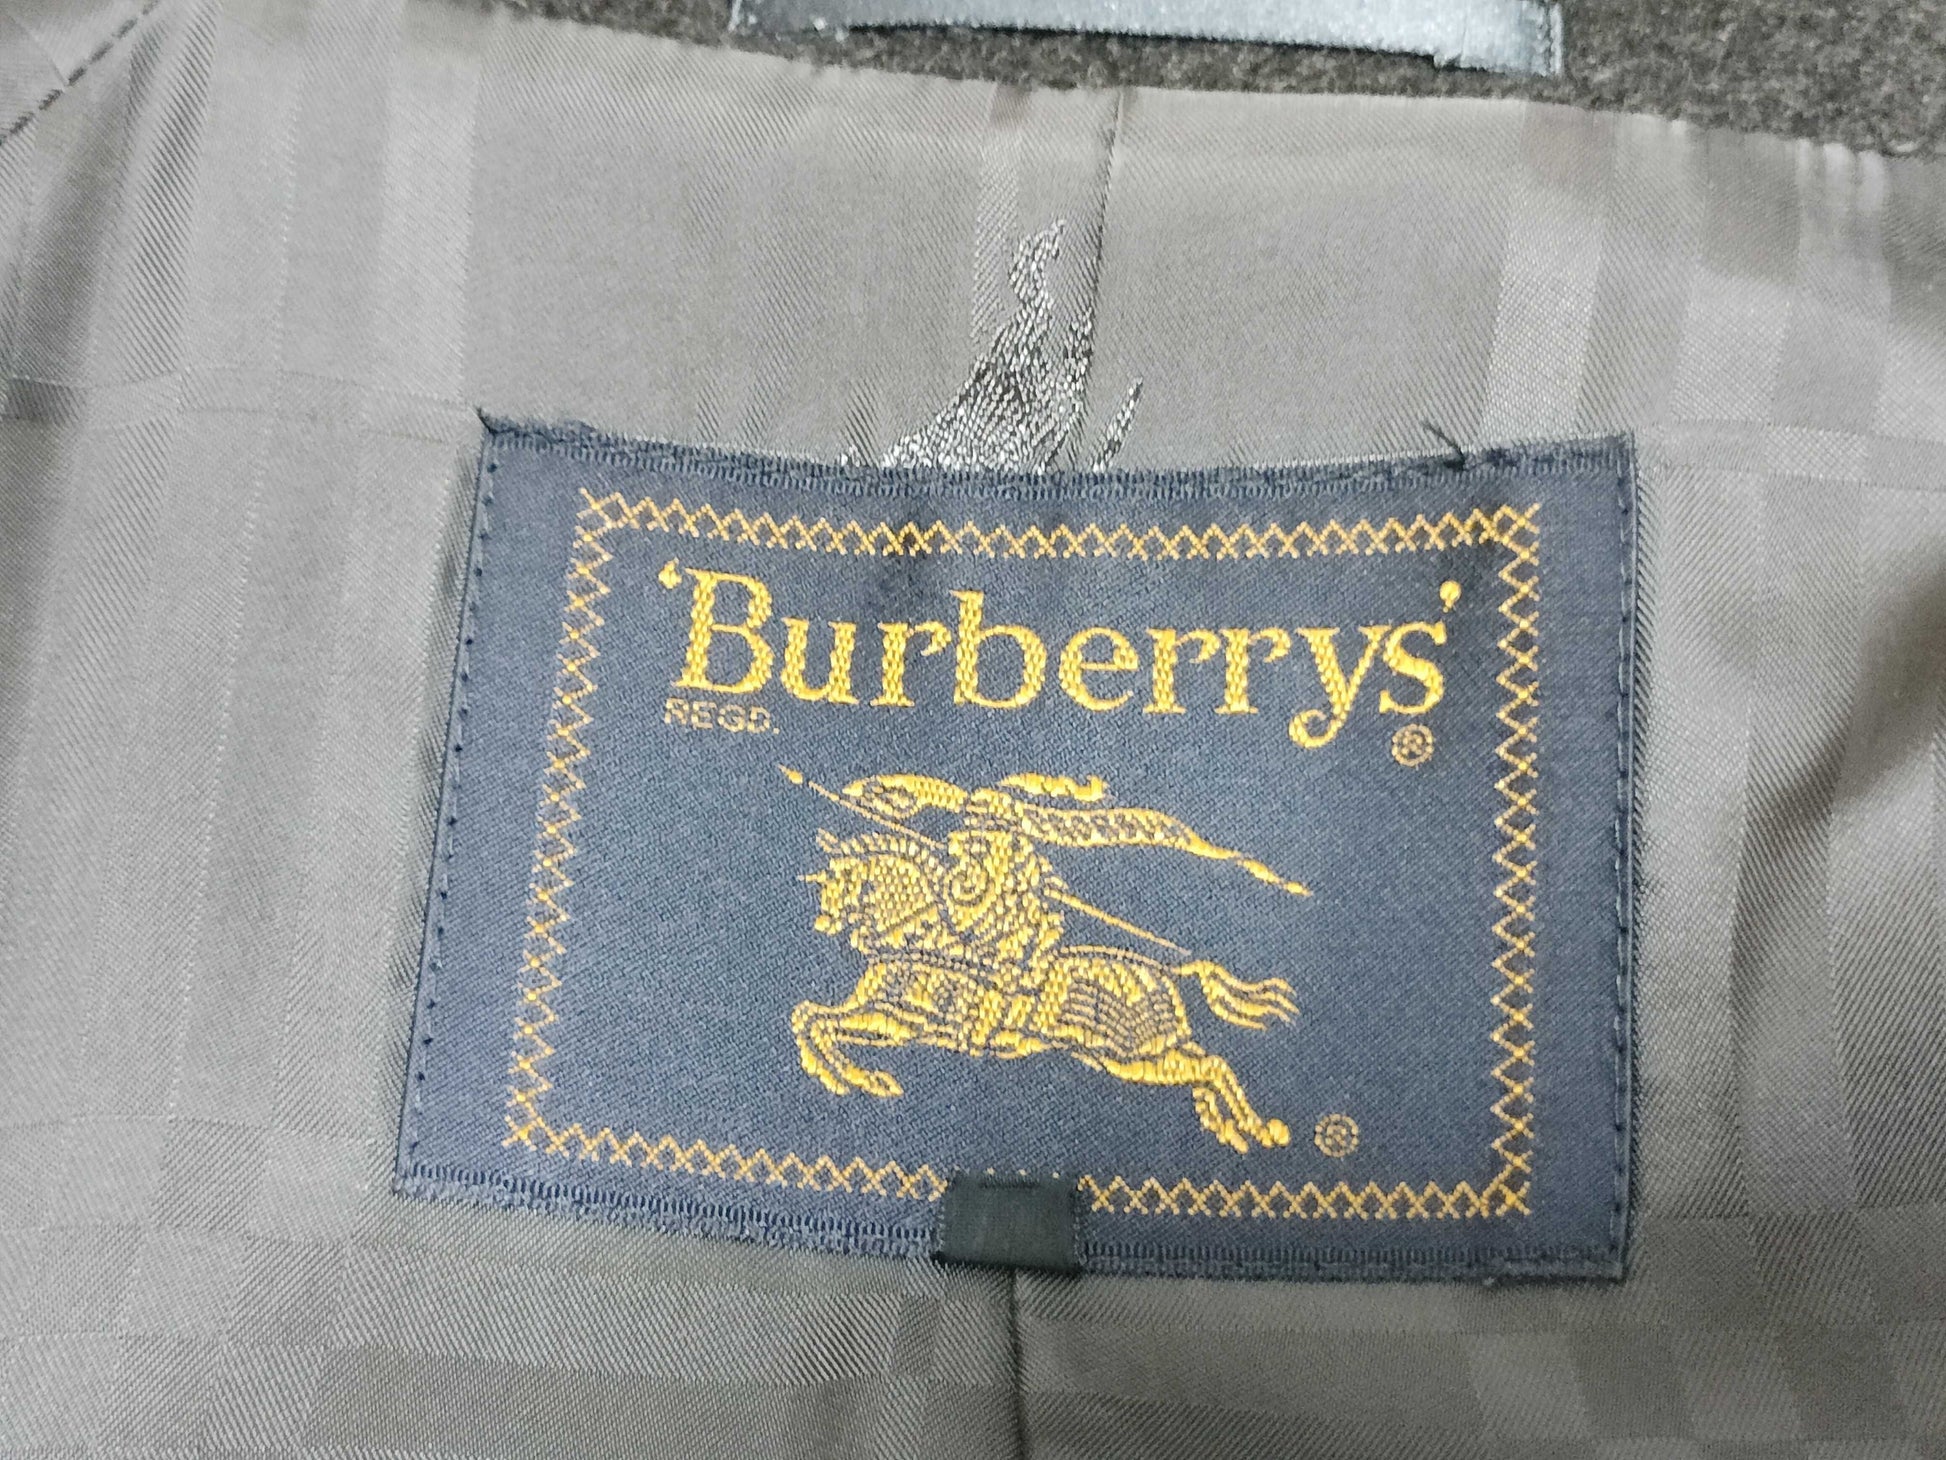 'Burberrys'
REGD. ®
®